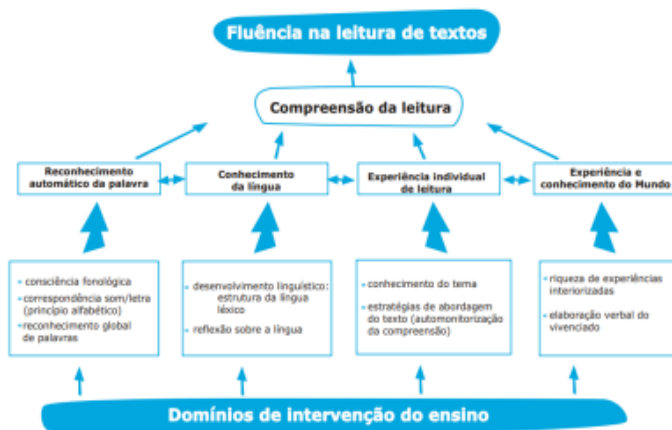 Fluência na leitura de textos
Compreensão da leitura
Reconhecimento
automático da palavra
Conhecimento
da língua
Experiência individual
de leitura
Experiência e
conhecimento do Mundo
consciência fonológica
correspondência som/letra
(princípio alfabético)
reconhecimento global
de palavras
desenvolvimento linguístico:
estrutura da língua
léxico
reflexão sobre a língua
conhecimento do tema
estratégias de abordagem
do texto (automonitorização
da compreensão)
riqueza de experiências
interiorizadas
elaboração verbal do
vivenciado
Domínios de intervenção do ensino